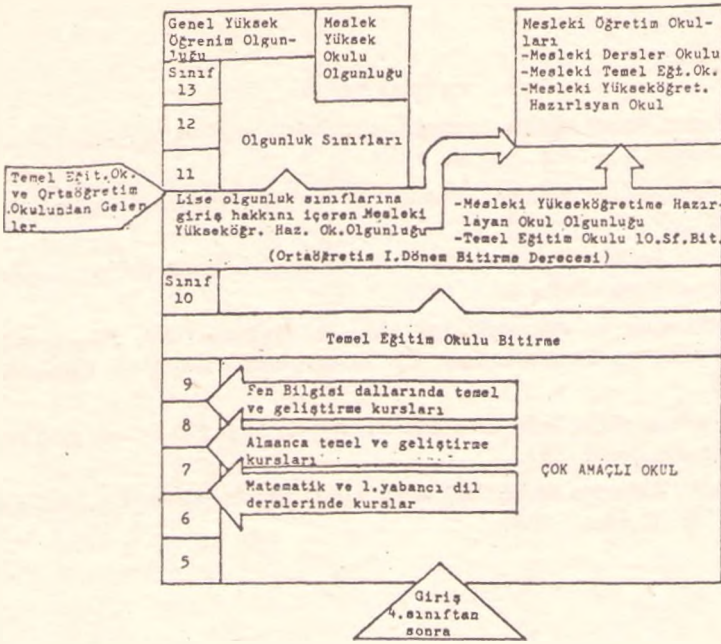 Genel Yüksek
Öğrenim Olgun-
luğu
Meslek
Yüksek
Okulu
Olgunluğu
Mesleki Öğretim Okul-
ları
-Mesleki Dersler Okulu
-Mesleki Temel Eği.Ok.
-Mesleki Yükseköğret.
Hazırlayan Okul
Sınıf
13
12
11
Olgunluk Sınıfları
Temel Eğit.Ok.
ve Ortaöğretim
Okulundan Gelen
ler
Lise olgunluk sınıflarına
giriş hakkını içeren Mesleki
Yükseköğr. Haz. Ok.Olgunluğu
-Mesleki Yükseköğretime Hazır-
layan Okul Olgunluğu
-Temel Eğitim Okulu 10.Sf.Bit.
(Ortaöğretim I.Dönem Bitirme Derecesi)
Sınıf
10
Temel Eğitim Okulu Bitirme
9
8
7
6
5
Fen Bilgisi dallarında temel
ve geliştirme kursları
Almanca temel ve geliştirme
kursları
Matematik ve 1.yabancı dil
derslerinde kurslar
ÇOK AMAÇLI OKUL
Giriş
4.sınıftan
sonra